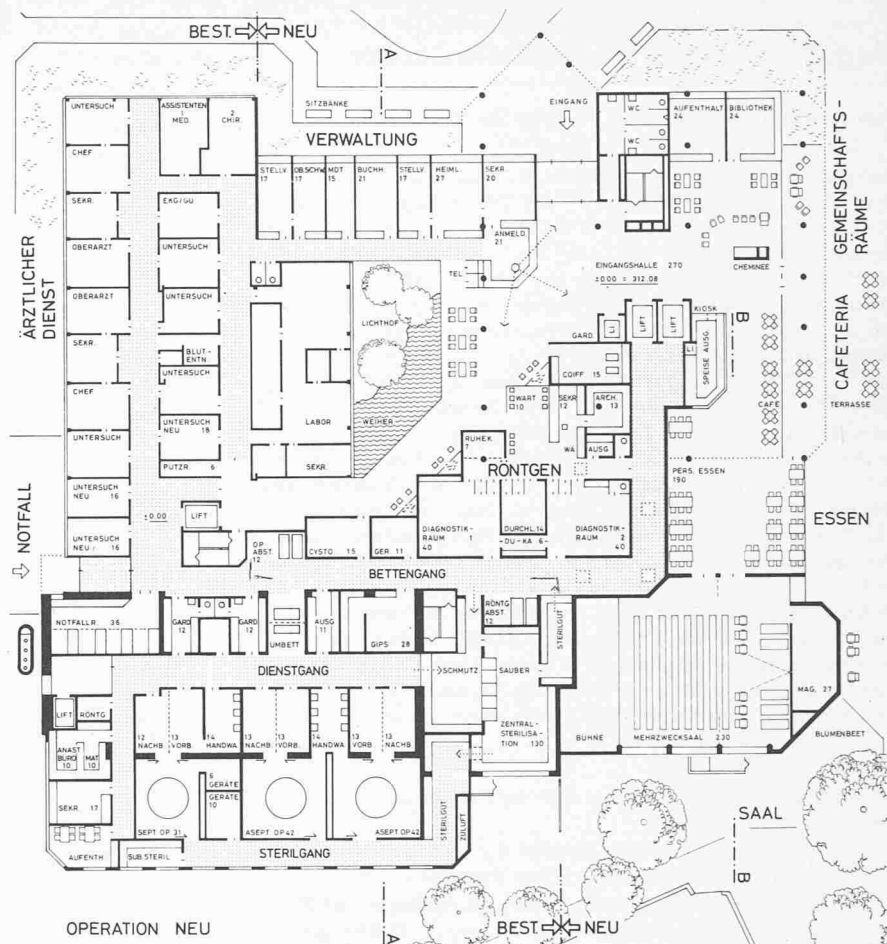 BEST. NEU
A
SITZBÄNKE
EINGANG
VERWALTUNG
UNTERSUCH
ASSISTENTEN
1
MED.
2
CHIR.
WC
WC
AUFENTHALT
24
BIBLIOTHEK
24
CHEF
STELLV.
17
OB.SCHW.
17
MDT
15
BUCHH.
21
STELLV.
17
HEIML.
27
SEKR.
20
SEKR.
EKG/GU
ANMELD.
21
OBERARZT
UNTERSUCH
TEL.
EINGANGSHALLE 270
±0.00 = 312.08
CHEMINEE
ÄRZTLICHER
DIENST
GEMEINSCHAFTS-
RÄUME
OBERARZT
UNTERSUCH
LICHTHOF
GARD
LI
LIFT
LIFT
KIOSK
B
SEKR.
BLUT-
ENTN
LI
SPEISE AUSG.
CAFETERIA
CHEF
UNTERSUCH
COIFF. 15
WART
10
SEKR
12
ARCH.
13
CAFE
TERRASSE
UNTERSUCH
UNTERSUCH
NEU 18
LABOR
WEIHER
WA
AUSG
PUTZR. 6
SEKR.
RUHEK.
7
RÖNTGEN
PERS. ESSEN
190
UNTERSUCH
NEU 16
±0.00
LIFT
ESSEN
NOTFALL
UNTERSUCH
NEU 16
OP
ABST.
12
CYSTO 15
GER 11
DIAGNOSTIK-
RAUM 1
40
DURCHL. 14
DU-KA 6
DIAGNOSTIK-
RAUM 2
40
BETTENGANG
NOTFALLR. 36
GARD
12
GARD
12
UMBETT
AUSG
11
GIPS 28
RÖNTG
ABST
12
STERILGUT
DIENSTGANG
SCHMUTZ
SAUBER
MAG. 27
LIFT
RÖNTG
12
NACHB.
13
VORB.
14
HANDWA.
13
NACHB.
13
VORB.
14
HANDWA.
13
VORB.
13
NACHB.
ZENTRAL-
STERILISA-
TION 130
BÜHNE
MEHRZWECKSAAL 230
BLUMENBEET
ANÄST
BÜRO
10
MAT
10
6
GERÄTE
GERÄTE
10
SEKR. 17
SEPT. OP 31
ASEPT. OP 42
ASEPT. OP 42
STERILGUT
ZULUFT
SAAL
AUFENTH
SUB.STERIL
STERILGANG
B
OPERATION NEU
A
BEST. NEU